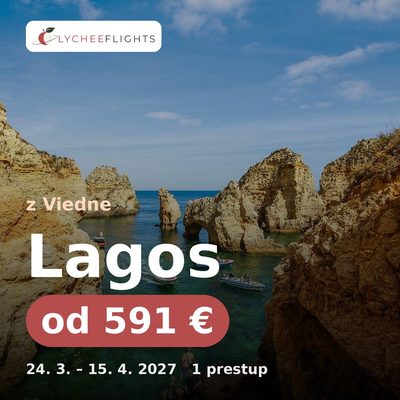 LYCHEEFLIGHTS
z Viedne
Lagos
od 591 €
24. 3. – 15. 4. 2027 1 prestup